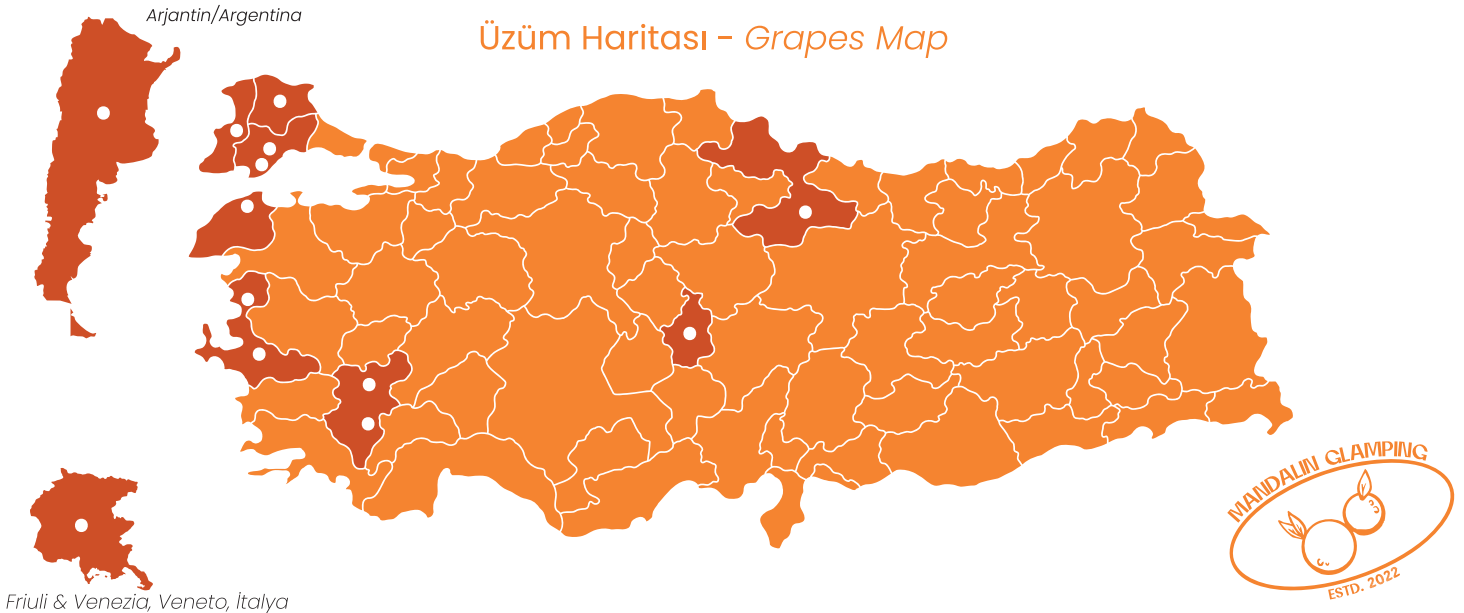 Arjantin/Argentina
Üzüm Haritası - Grapes Map
MANDALIN GLAMPING
ESTD. 2022
Friuli & Venezia, Veneto, İtalya